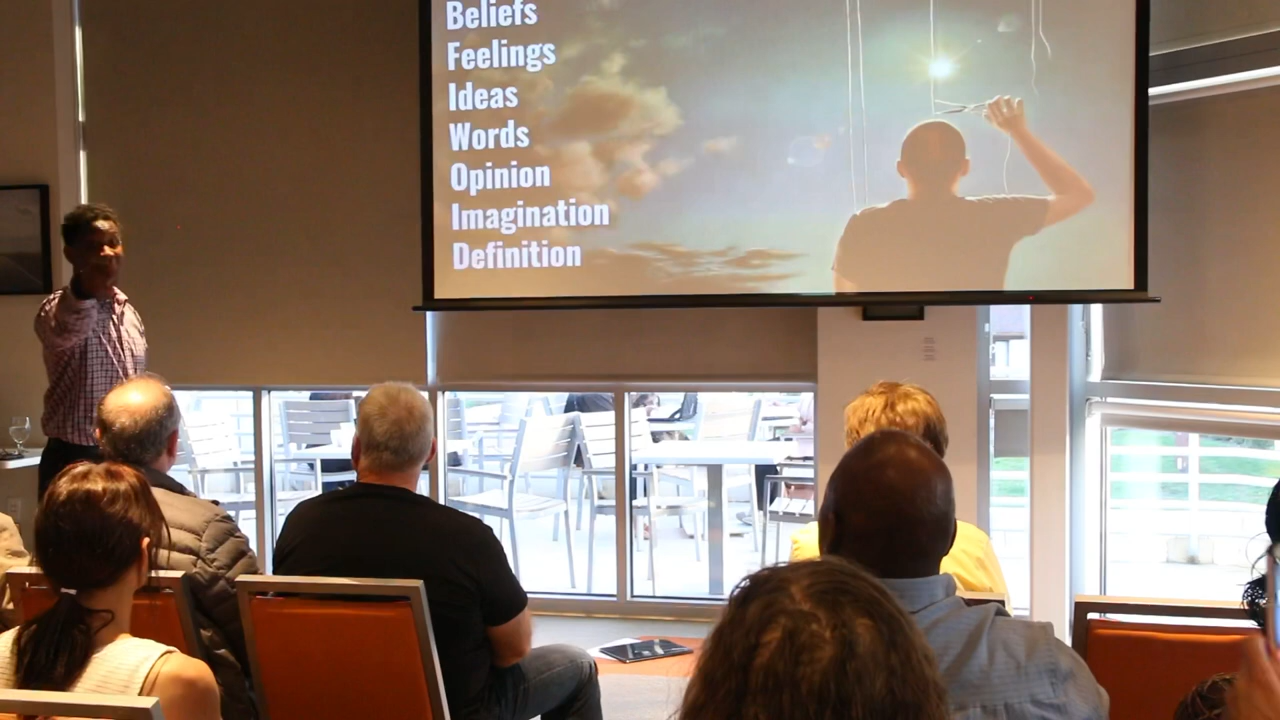 Beliefs
Feelings
Ideas
Words
Opinion
Imagination
Definition